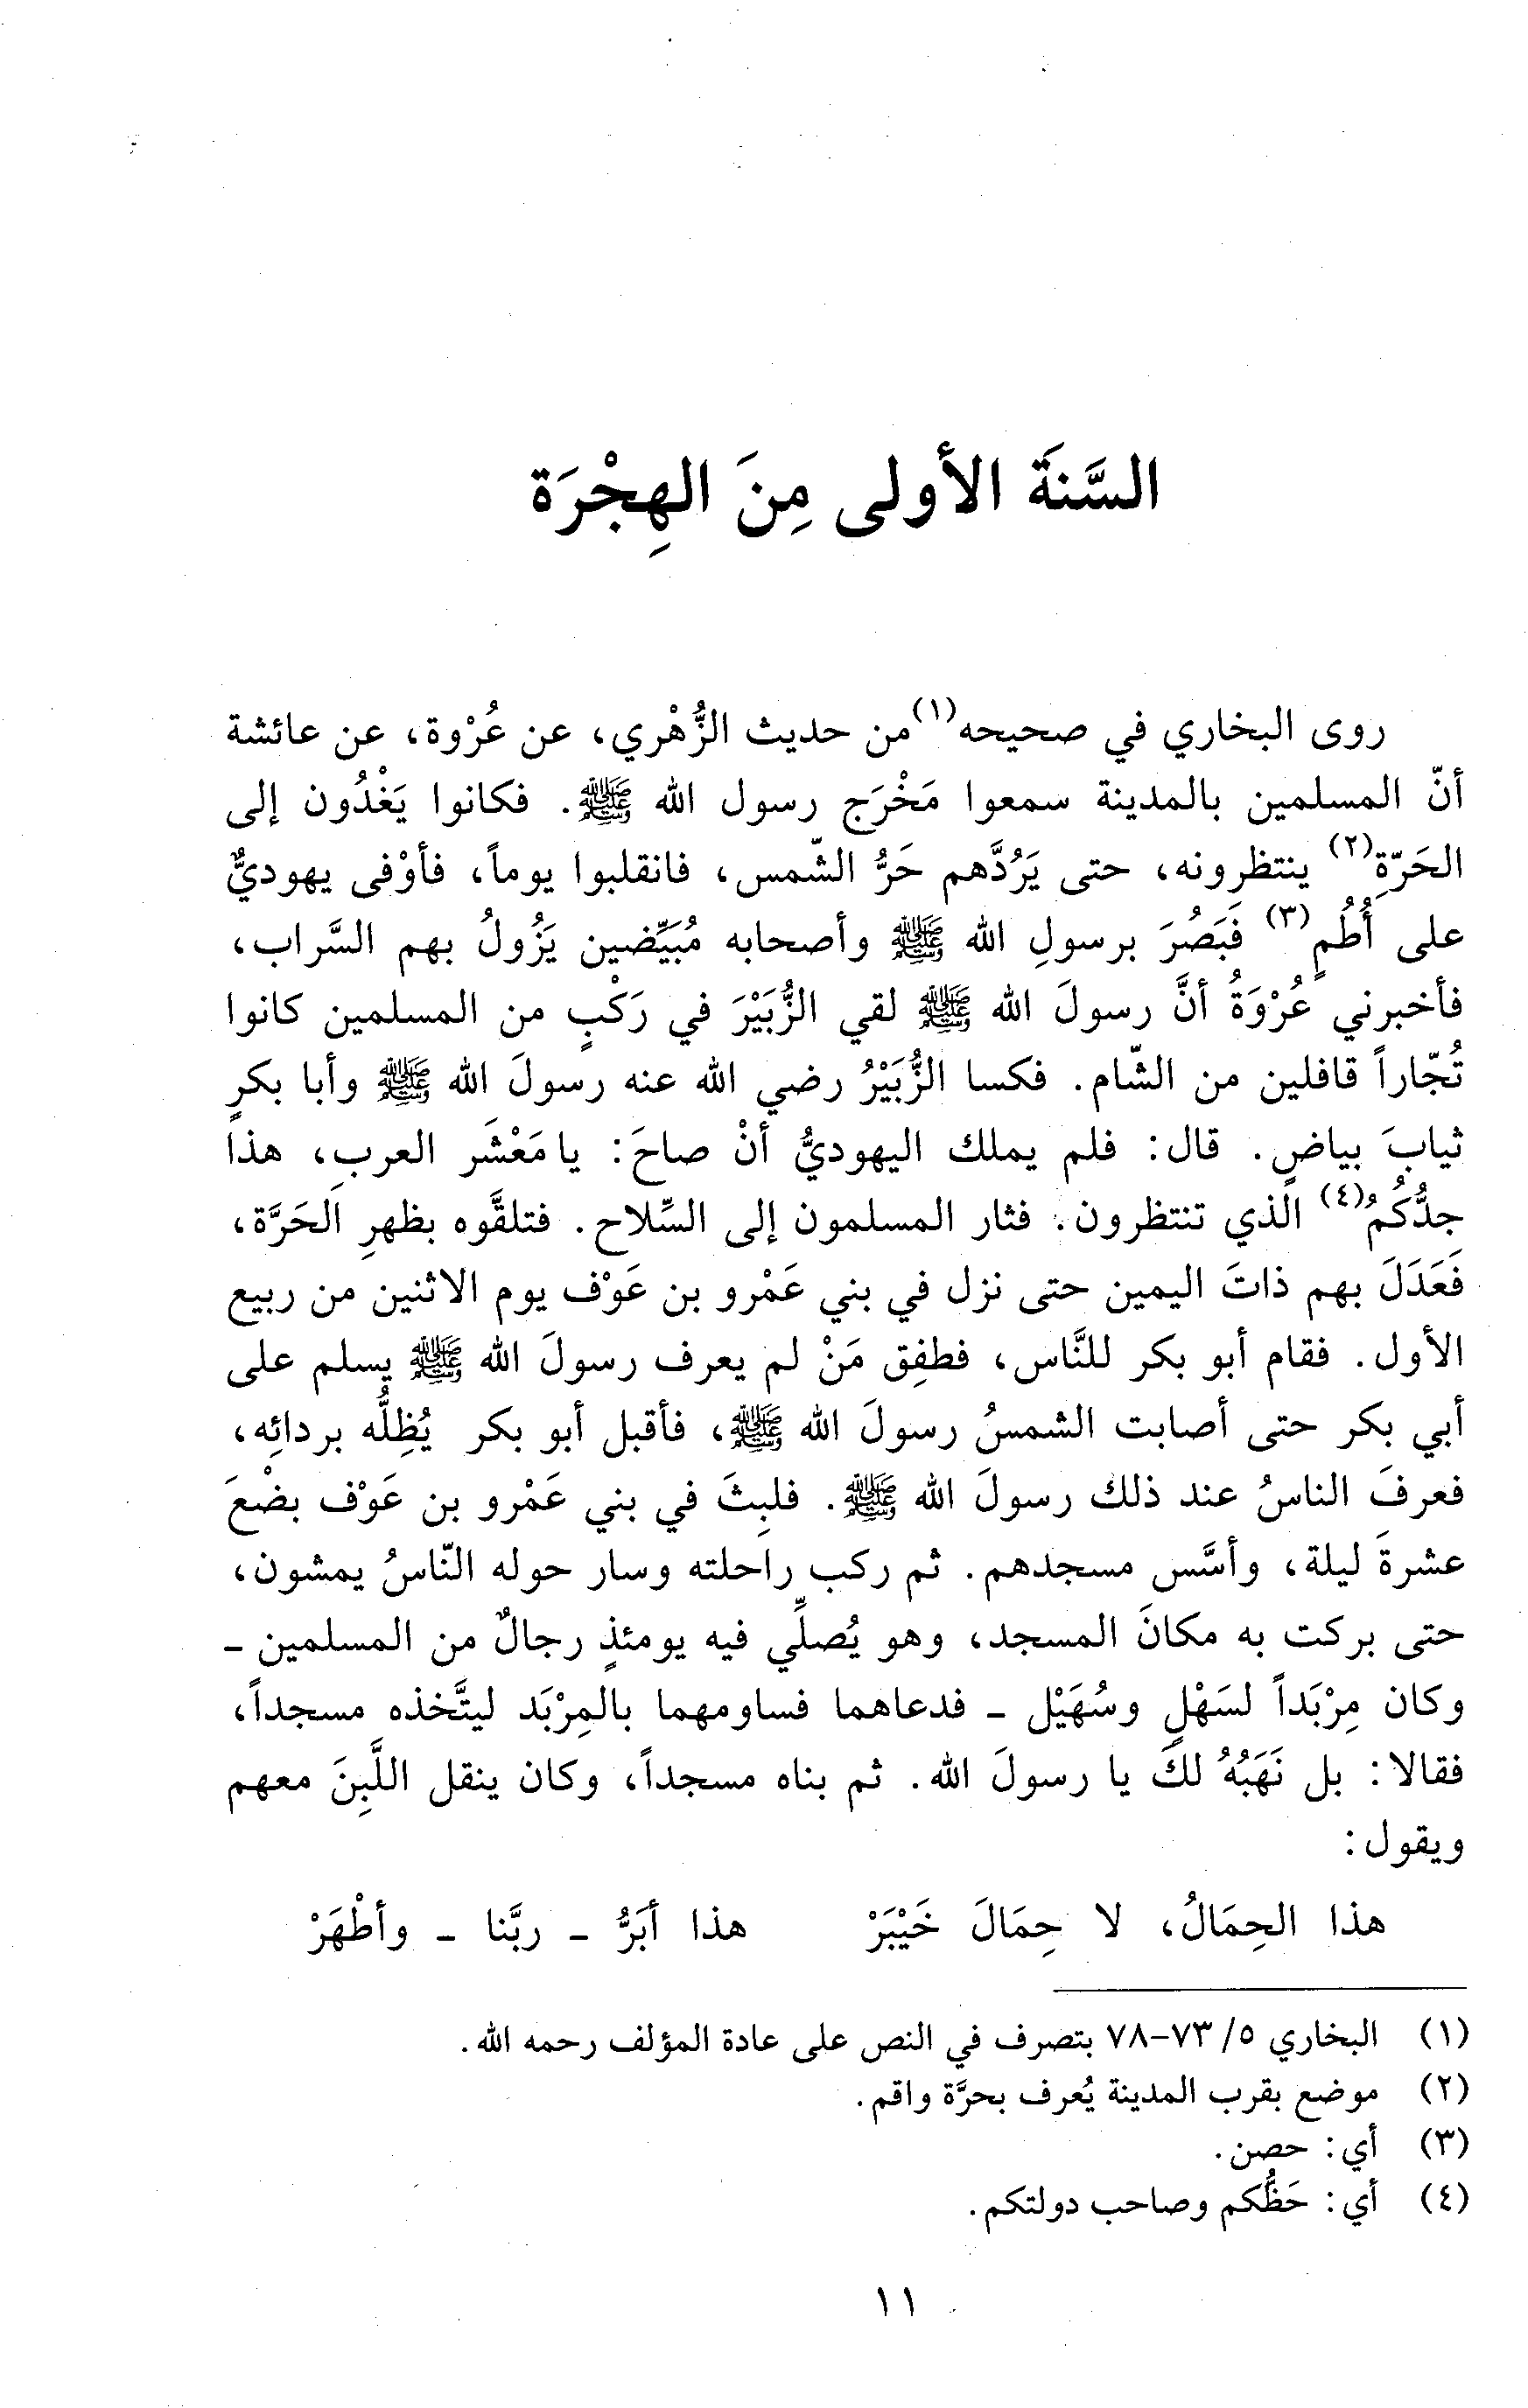 السَّنَة الأولى مِنَ الهِجْرَة
روى البخاري في صحيحه(١) من حديث الزُّهْري، عن عُرْوة، عن عائشة
أنّ المسلمين بالمدينة سمعوا مَخْرَج رسول الله ﷺ. فكانوا يَغْدُون إلى
الحَرّةِ(٢) ينتظرونه، حتى يَرُدَّهم حَرُّ الشّمس، فانقلبوا يوماً، فأوْفى يهوديٌّ
على أُطُمٍ(٣) فَبَصُرَ برسولِ الله ﷺ وأصحابه مُبَيِّضين يَزُولُ بهم السَّراب،
فأخبرني عُرْوَةُ أنَّ رسولَ الله ﷺ لقي الزُّبَيْرَ في رَكْبٍ من المسلمين كانوا
تُجّاراً قافلين من الشّام. فكسا الزُّبَيْرُ رضي الله عنه رسولَ الله ﷺ وأبا بكرٍ
ثيابَ بياضٍ. قال: فلم يملك اليهوديُّ أنْ صاحَ: يا مَعْشَر العربِ، هذا
جدُّكُمُ(٤) الذي تنتظرون. فثار المسلمون إلى السِّلاح. فتلقَّوه بظهرِ الحَرَّة،
فَعَدَلَ بهم ذاتَ اليمين حتى نزل في بني عَمْرو بن عَوْف يوم الاثنين من ربيع
الأول. فقام أبو بكر للنَّاس، فطفِق مَنْ لم يعرف رسولَ الله ﷺ يسلم على
أبي بكر حتى أصابت الشمسُ رسولَ الله ﷺ، فأقبل أبو بكر يُظِلُّه بردائِه،
فعرفَ الناسُ عند ذلك رسولَ الله ﷺ. فلبِثَ في بني عَمْرو بن عَوْف بضْعَ
عشرةَ ليلة، وأسَّس مسجدهم. ثم ركب راحلته وسار حوله النّاسُ يمشون،
حتى بركت به مكانَ المسجد، وهو يُصلِّي فيه يومئذٍ رجالٌ من المسلمين ـ
وكان مِرْبَداً لسَهْلٍ وسُهَيْل ـ فدعاهما فساومهما بالمِرْبَد ليتَّخذه مسجداً،
فقالا: بل نَهَبُهُ لكَ يا رسولَ الله. ثم بناه مسجداً، وكان ينقل اللَّبِنَ معهم
ويقول:
هذا الحِمَالُ، لا حِمَالَ خَيْبَرْ هذا أبَرُّ ـ ربَّنا ـ وأطْهَرْ
(١) البخاري ٥/ ٧٣-٧٨ بتصرف في النص على عادة المؤلف رحمه الله.
(٢) موضع بقرب المدينة يُعرف بحرَّة واقم.
(٣) أي: حصن.
(٤) أي: حَظُّكم وصاحب دولتكم.
١١